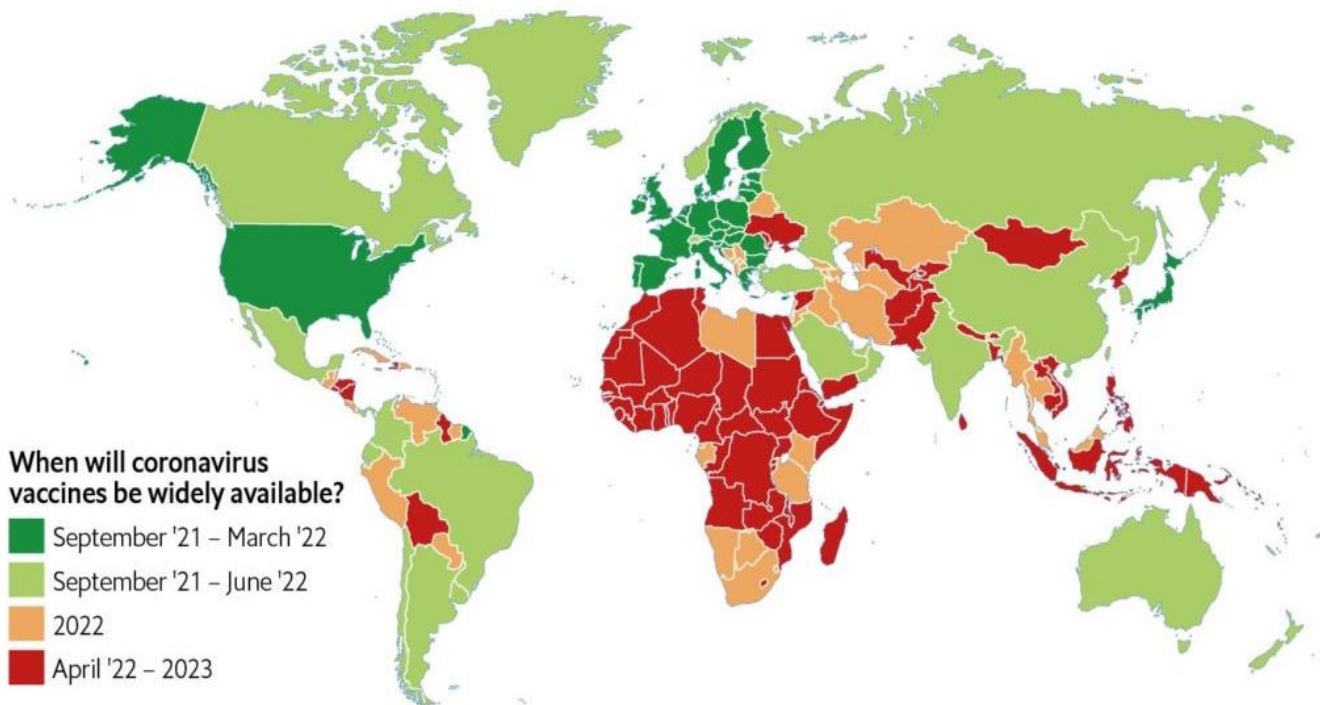 When will coronavirus
vaccines be widely available?
September '21 – March '22
September '21 – June '22
2022
April '22 – 2023